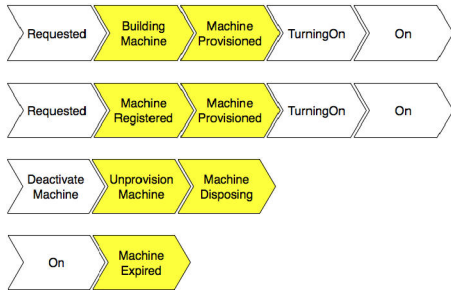 Requested
Building
Machine
Machine
Provisioned
TurningOn
On
Requested
Machine
Registered
Machine
Provisioned
TurningOn
On
Deactivate
Machine
Unprovision
Machine
Machine
Disposing
On
Machine
Expired